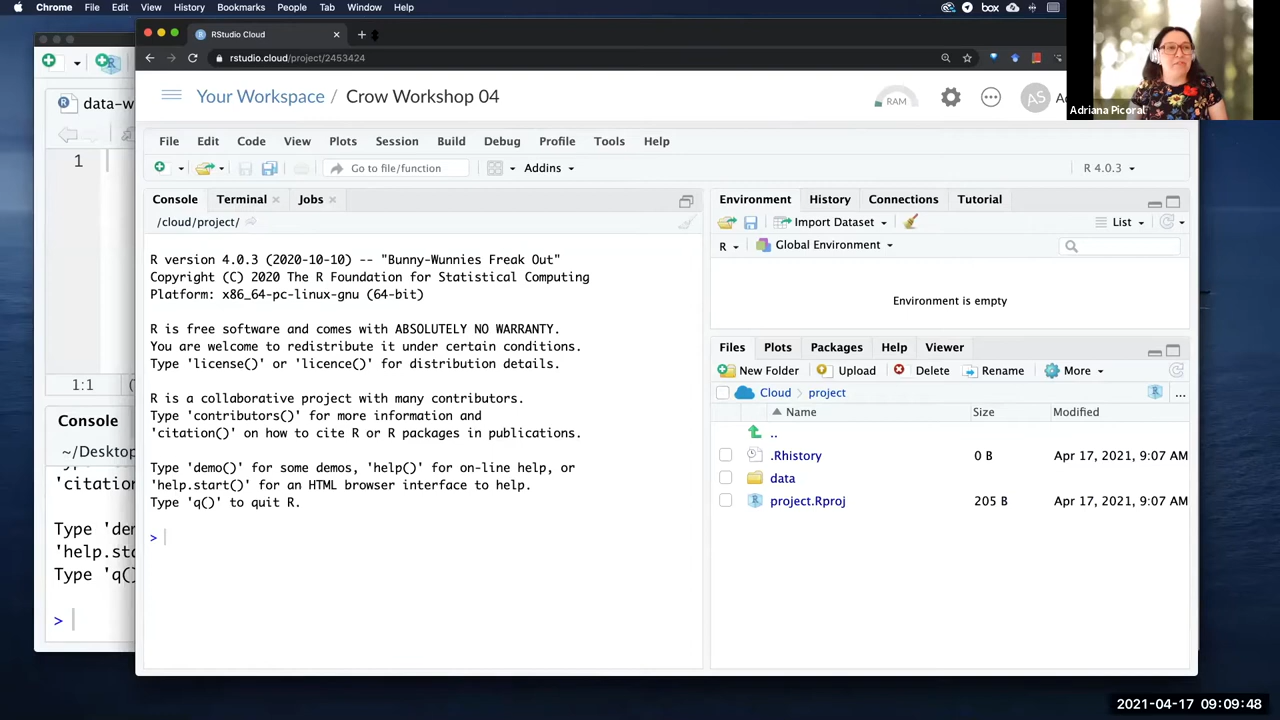 Chrome File Edit View History Bookmarks People Tab Window Help
box
RStudio Cloud
rstudio.cloud/project/2453424
Your Workspace / Crow Workshop 04
RAM
AS
Adriana Picoral
File Edit Code View Plots Session Build Debug Profile Tools Help
Go to file/function
Addins
R 4.0.3
Console Terminal Jobs
/cloud/project/
R version 4.0.3 (2020-10-10) -- "Bunny-Wunnies Freak Out"
Copyright (C) 2020 The R Foundation for Statistical Computing
Platform: x86_64-pc-linux-gnu (64-bit)
R is free software and comes with ABSOLUTELY NO WARRANTY.
You are welcome to redistribute it under certain conditions.
Type 'license()' or 'licence()' for distribution details.
R is a collaborative project with many contributors.
Type 'contributors()' for more information and
'citation()' on how to cite R or R packages in publications.
Type 'demo()' for some demos, 'help()' for on-line help, or
'help.start()' for an HTML browser interface to help.
Type 'q()' to quit R.
>
Environment History Connections Tutorial
Import Dataset
List
R
Global Environment
Environment is empty
Files Plots Packages Help Viewer
New Folder Upload Delete Rename More
Cloud project
...
Name Size Modified
..
.Rhistory 0 B Apr 17, 2021, 9:07 AM
data
project.Rproj 205 B Apr 17, 2021, 9:07 AM
data-w
1
1:1
Console
~/Desktop
'citation
Type 'dem
'help.sta
Type 'q()
>
2021-04-17 09:09:48